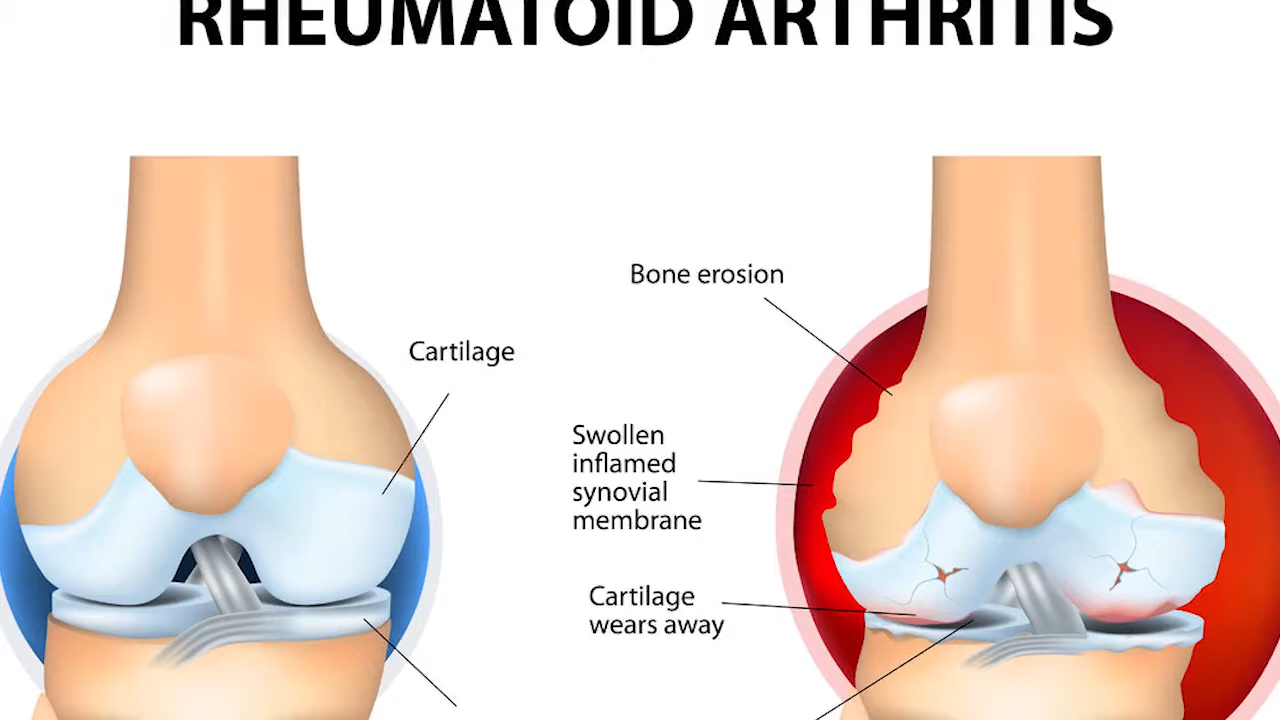 RHEUMATOID ARTHRITIS
Bone erosion
Cartilage
Swollen
inflamed
synovial
membrane
Cartilage
wears away